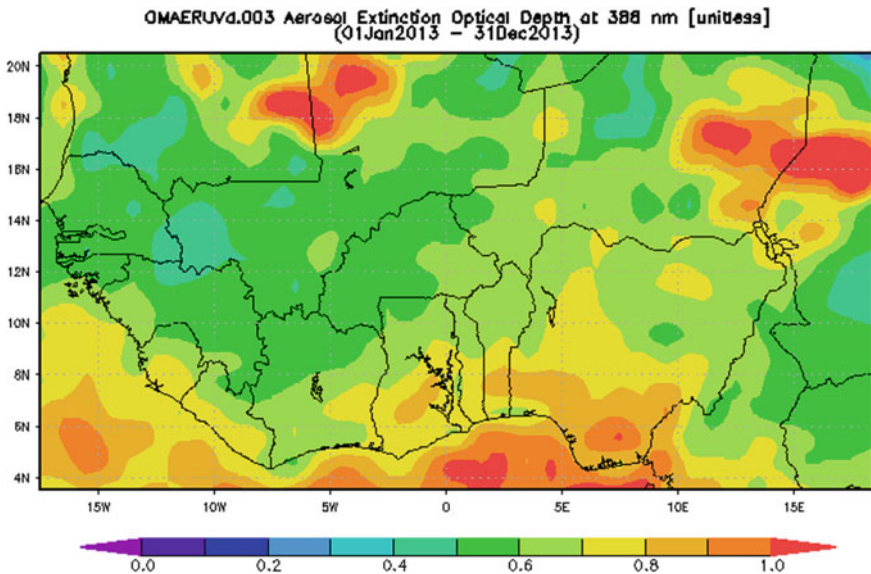 OMAERUVd.003 Aerosol Extinction Optical Depth at 388 nm [unitless]
(01Jan2013 - 31Dec2013)
20N
18N
16N
14N
12N
10N
8N
6N
4N
15W
10W
5W
0
5E
10E
15E
0.0
0.2
0.4
0.6
0.8
1.0